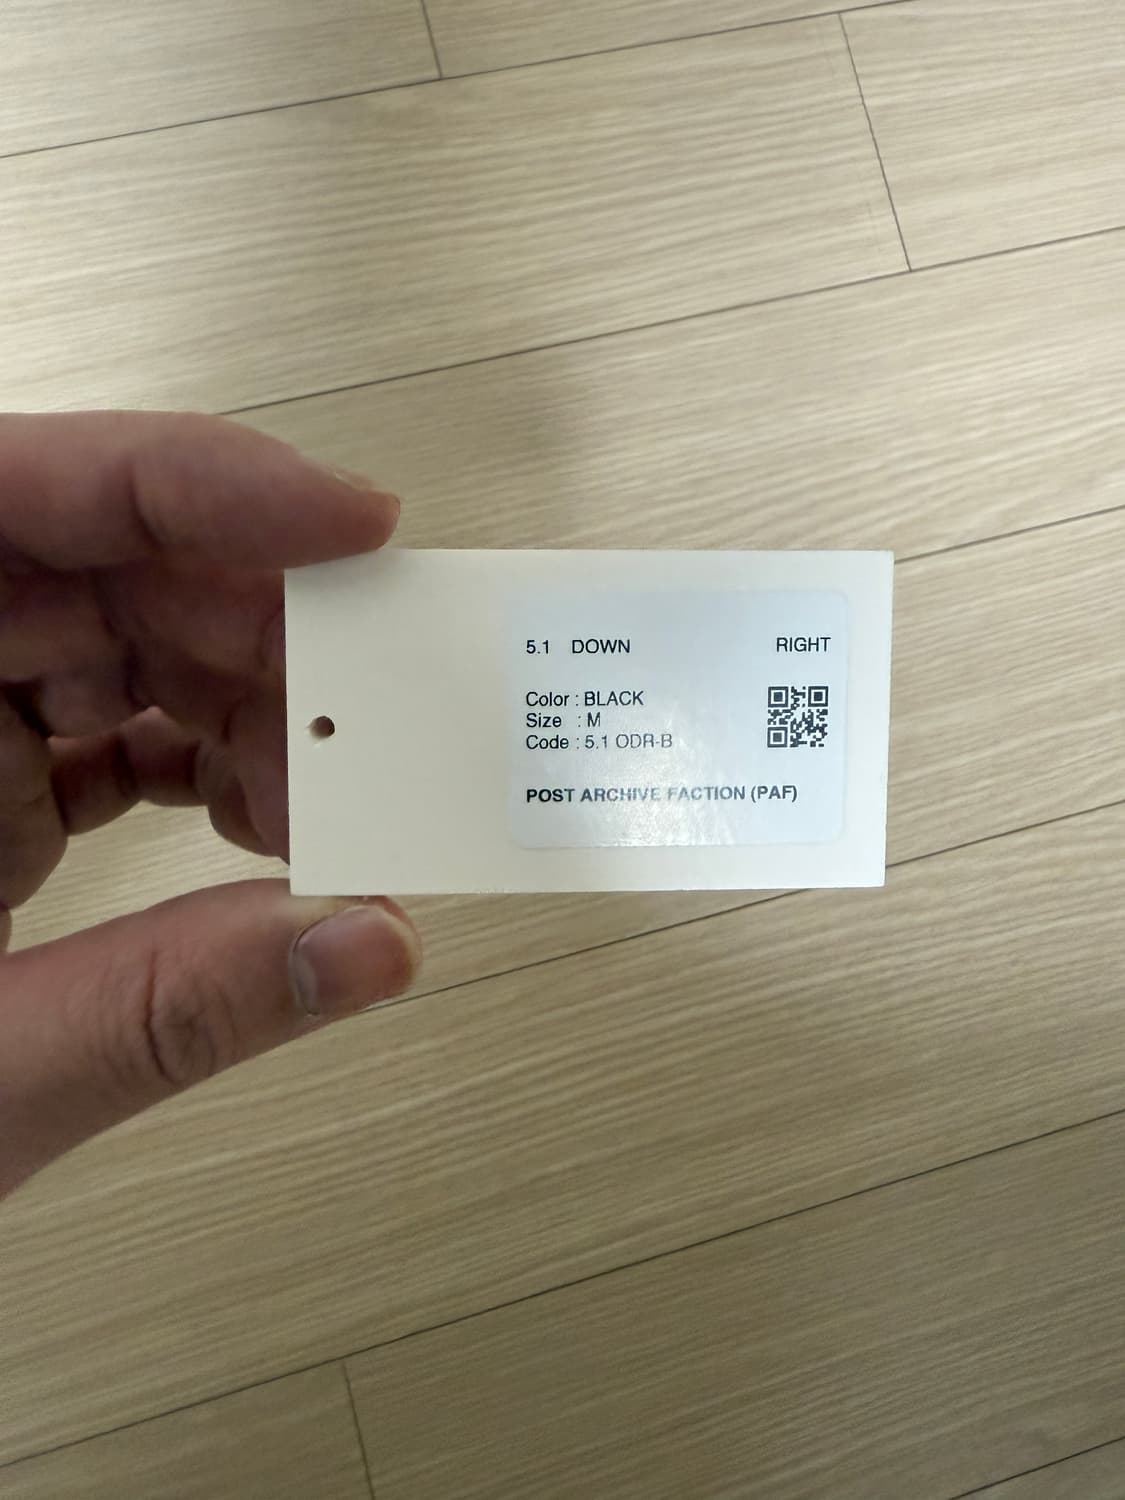 5.1 DOWN RIGHT
Color : BLACK
Size : M
Code : 5.1 ODR-B
POST ARCHIVE FACTION (PAF)